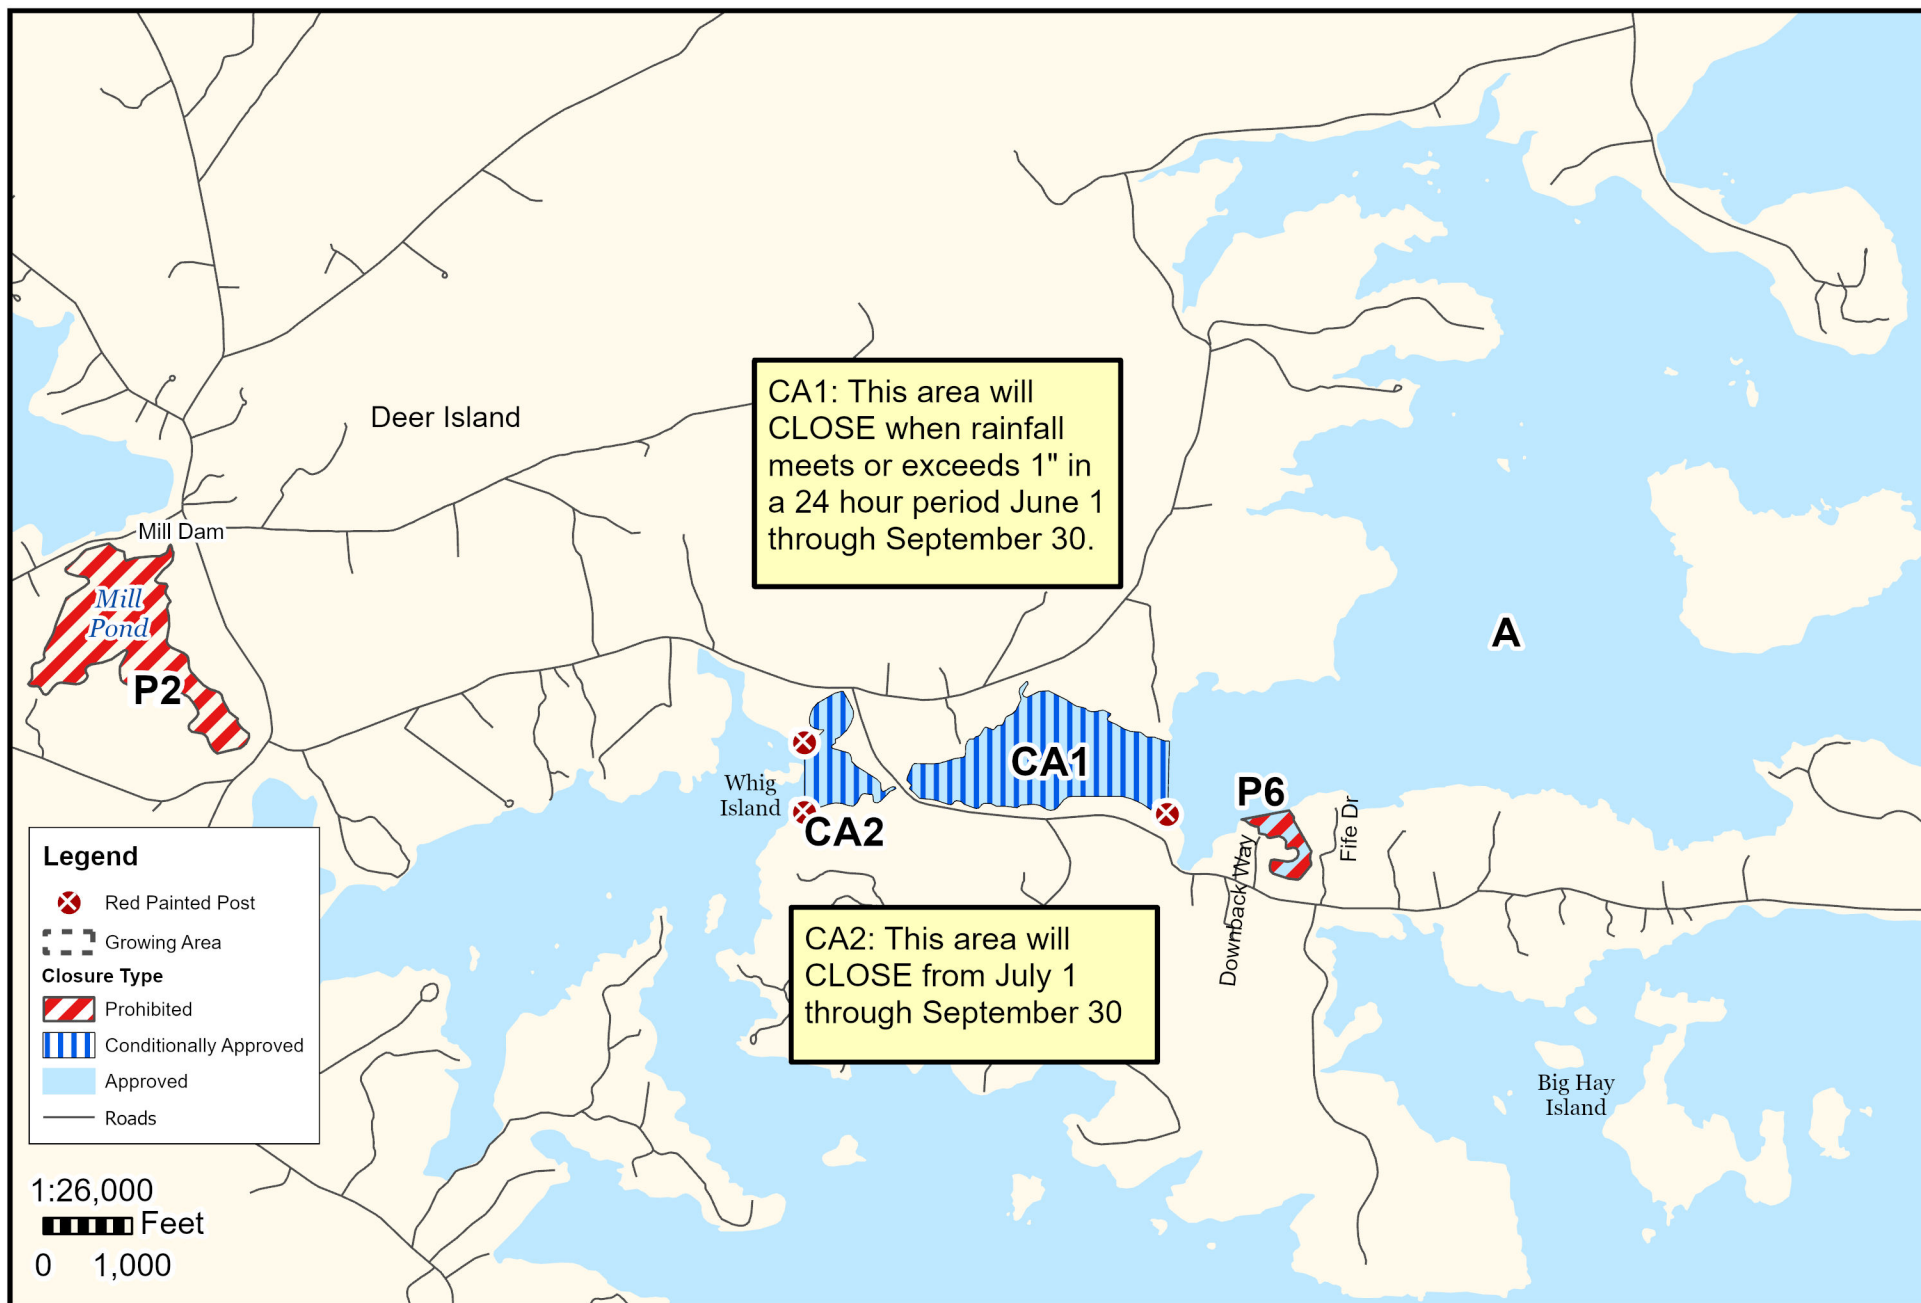 CA1: This area will
CLOSE when rainfall
meets or exceeds 1" in
a 24 hour period June 1
through September 30.
Deer Island
Mill Dam
Mill
Pond
P2
A
CA1
Whig
Island
CA2
P6
Fife Dr
Downback Way
CA2: This area will
CLOSE from July 1
through September 30
Big Hay
Island
Legend
Red Painted Post
Growing Area
Closure Type
Prohibited
Conditionally Approved
Approved
Roads
1:26,000
Feet
0 1,000